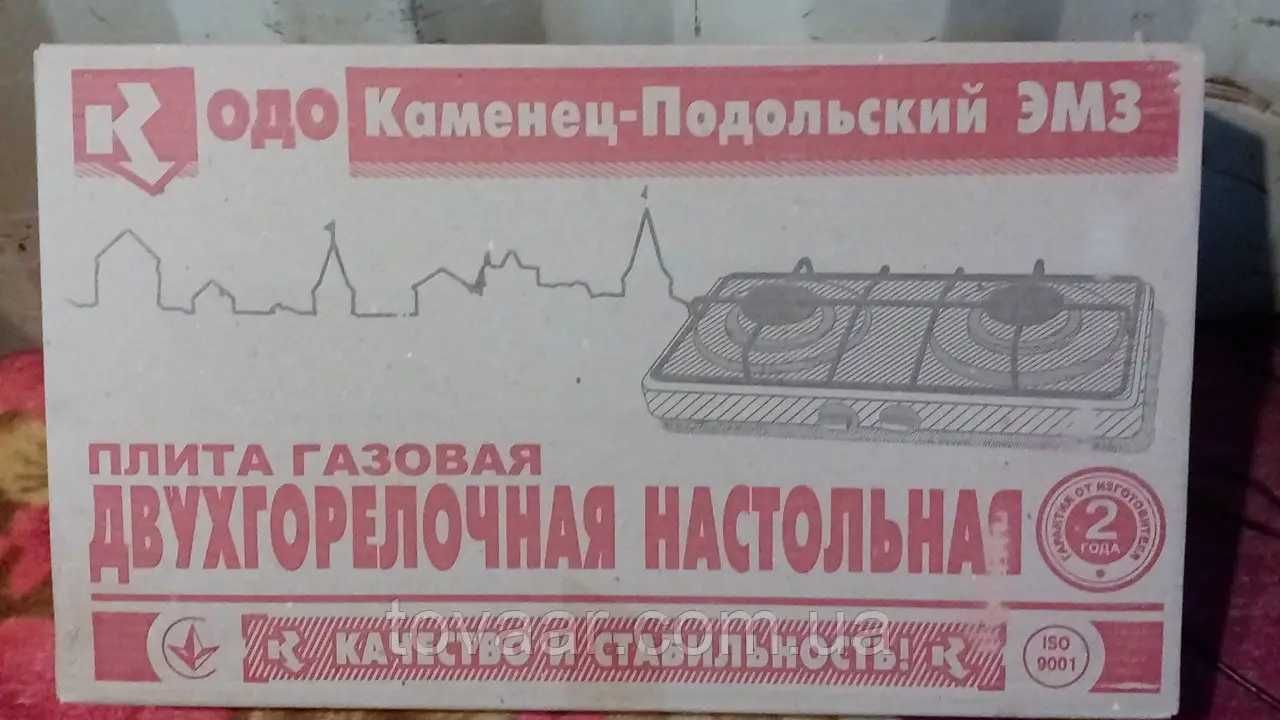 К ОДО Каменец-Подольский ЭМЗ
ПЛИТА ГАЗОВАЯ
ДВУХГОРЕЛОЧНАЯ НАСТОЛЬНАЯ
ГАРАНТИЯ ОТ ИЗГОТОВИТЕЛЯ
2
ГОДА
КАЧЕСТВО И СТАБИЛЬНОСТЬ!
ISO
9001
tovaar.com.ua